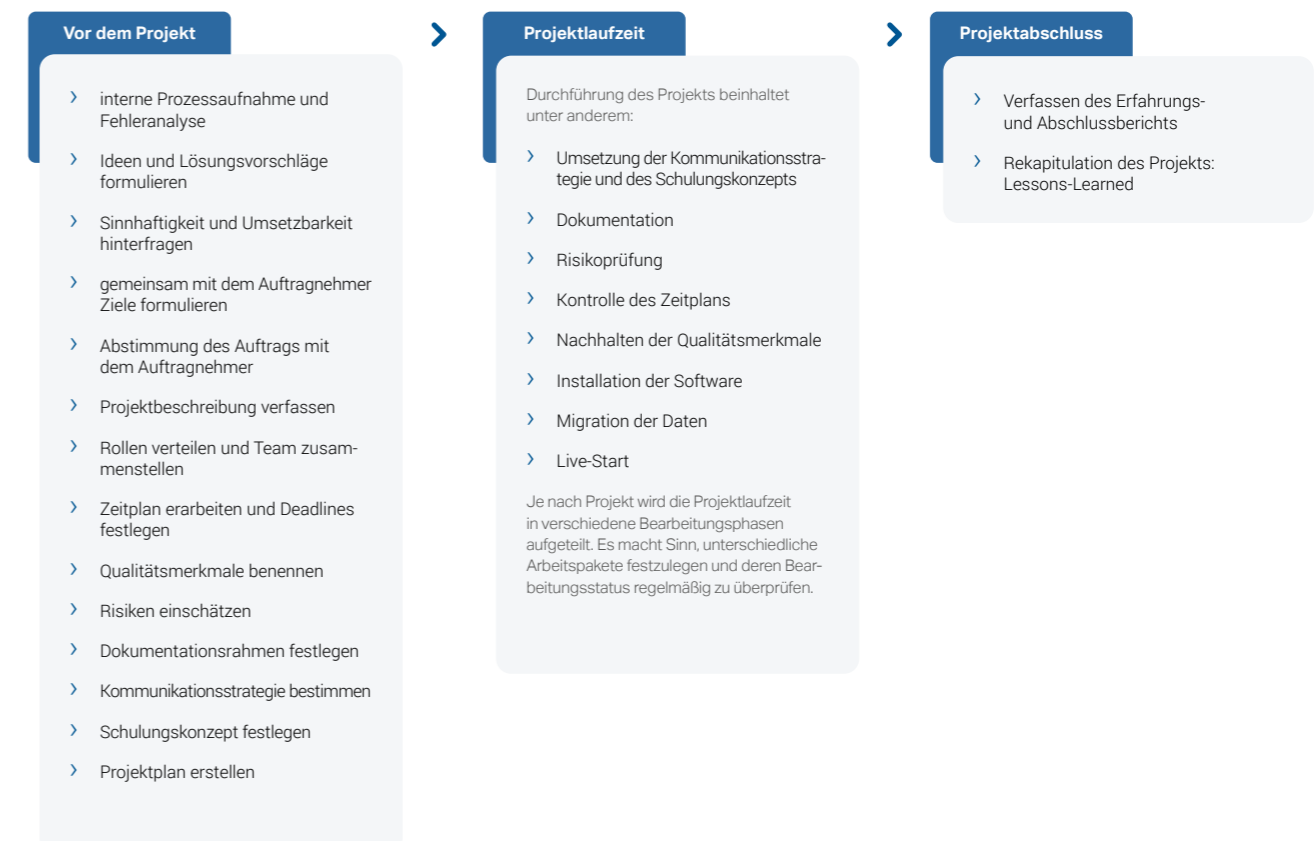 Vor dem Projekt
interne Prozessaufnahme und
Fehleranalyse
Ideen und Lösungsvorschläge
formulieren
Sinnhaftigkeit und Umsetzbarkeit
hinterfragen
gemeinsam mit dem Auftragnehmer
Ziele formulieren
Abstimmung des Auftrags mit
dem Auftragnehmer
Projektbeschreibung verfassen
Rollen verteilen und Team zusam-
menstellen
Zeitplan erarbeiten und Deadlines
festlegen
Qualitätsmerkmale benennen
Risiken einschätzen
Dokumentationsrahmen festlegen
Kommunikationsstrategie bestimmen
Schulungskonzept festlegen
Projektplan erstellen
Projektlaufzeit
Durchführung des Projekts beinhaltet
unter anderem:
Umsetzung der Kommunikationsstra-
tegie und des Schulungskonzepts
Dokumentation
Risikoprüfung
Kontrolle des Zeitplans
Nachhalten der Qualitätsmerkmale
Installation der Software
Migration der Daten
Live-Start
Je nach Projekt wird die Projektlaufzeit
in verschiedene Bearbeitungsphasen
aufgeteilt. Es macht Sinn, unterschiedliche
Arbeitspakete festzulegen und deren Bear-
beitungsstatus regelmäßig zu überprüfen.
Projektabschluss
Verfassen des Erfahrungs-
und Abschlussberichts
Rekapitulation des Projekts:
Lessons-Learned